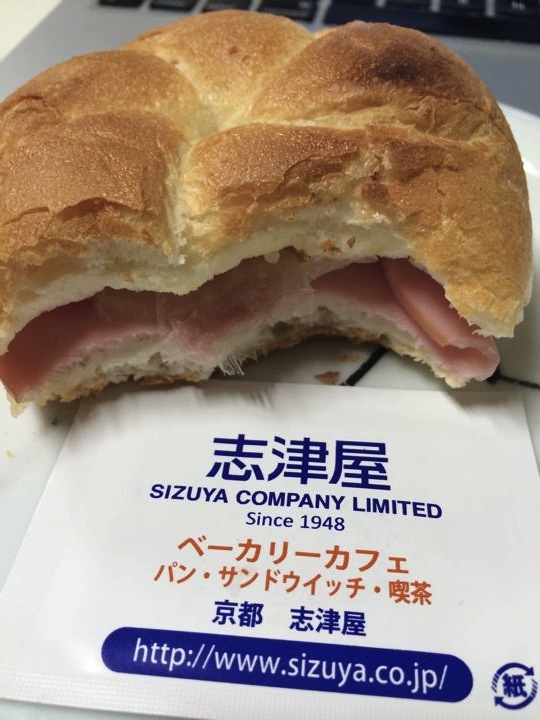 志津屋
SIZUYA COMPANY LIMITED
Since 1948
ベーカリーカフェ
パン・サンドウイッチ・喫茶
京都　志津屋
http://www.sizuya.co.jp/
紙